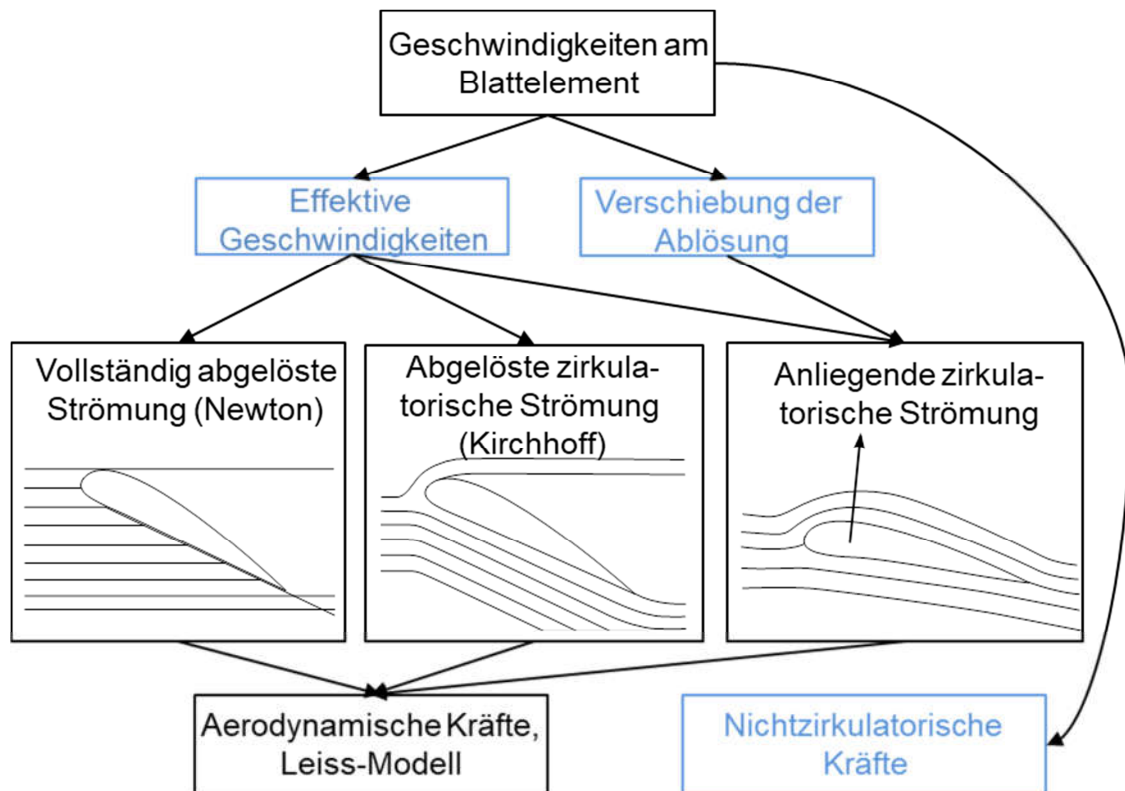 Geschwindigkeiten am
Blattelement
Effektive
Geschwindigkeiten
Verschiebung der
Ablösung
Vollständig abgelöste
Strömung (Newton)
Abgelöste zirkula-
torische Strömung
(Kirchhoff)
Anliegende zirkula-
torische Strömung
Aerodynamische Kräfte,
Leiss-Modell
Nichtzirkulatorische
Kräfte